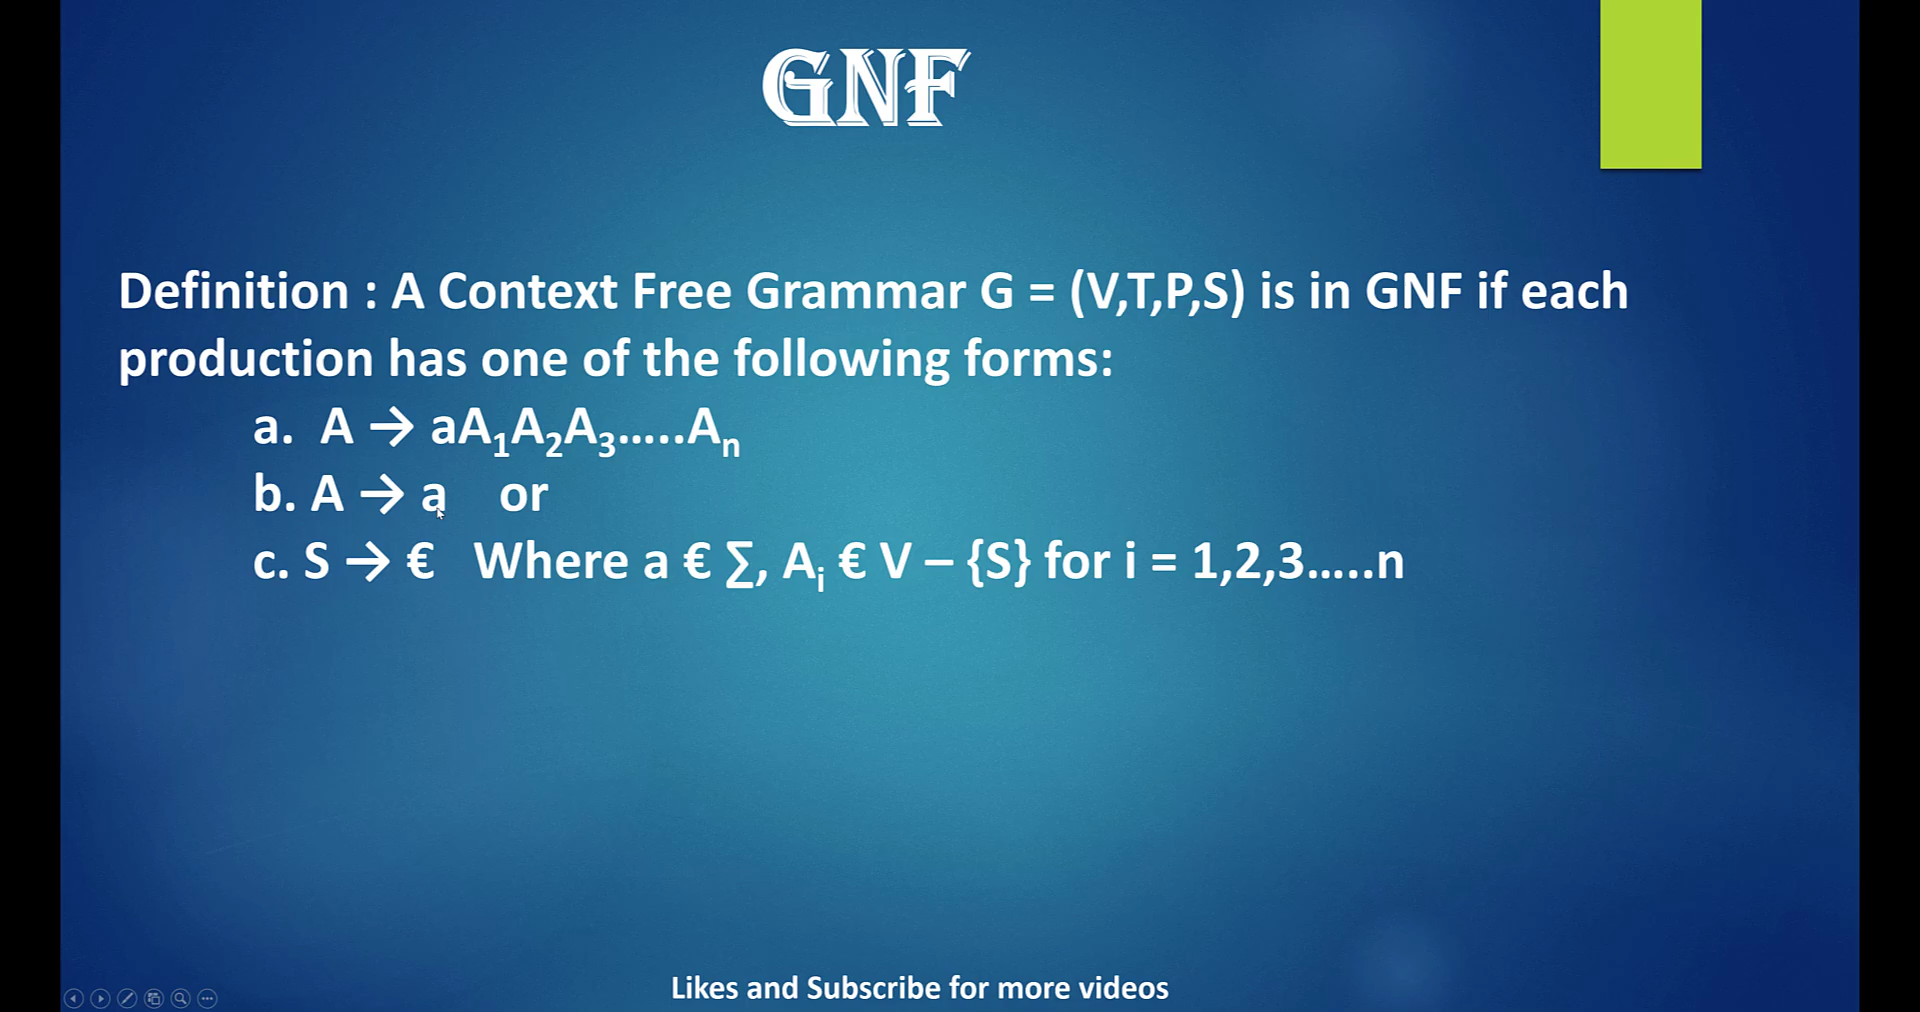 GNF
Definition : A Context Free Grammar G = (V,T,P,S) is in GNF if each
production has one of the following forms:
a. A → aA₁A₂A₃.....Aₙ
b. A → a or
c. S → € Where a € ∑, Aᵢ € V – {S} for i = 1,2,3.....n
Likes and Subscribe for more videos